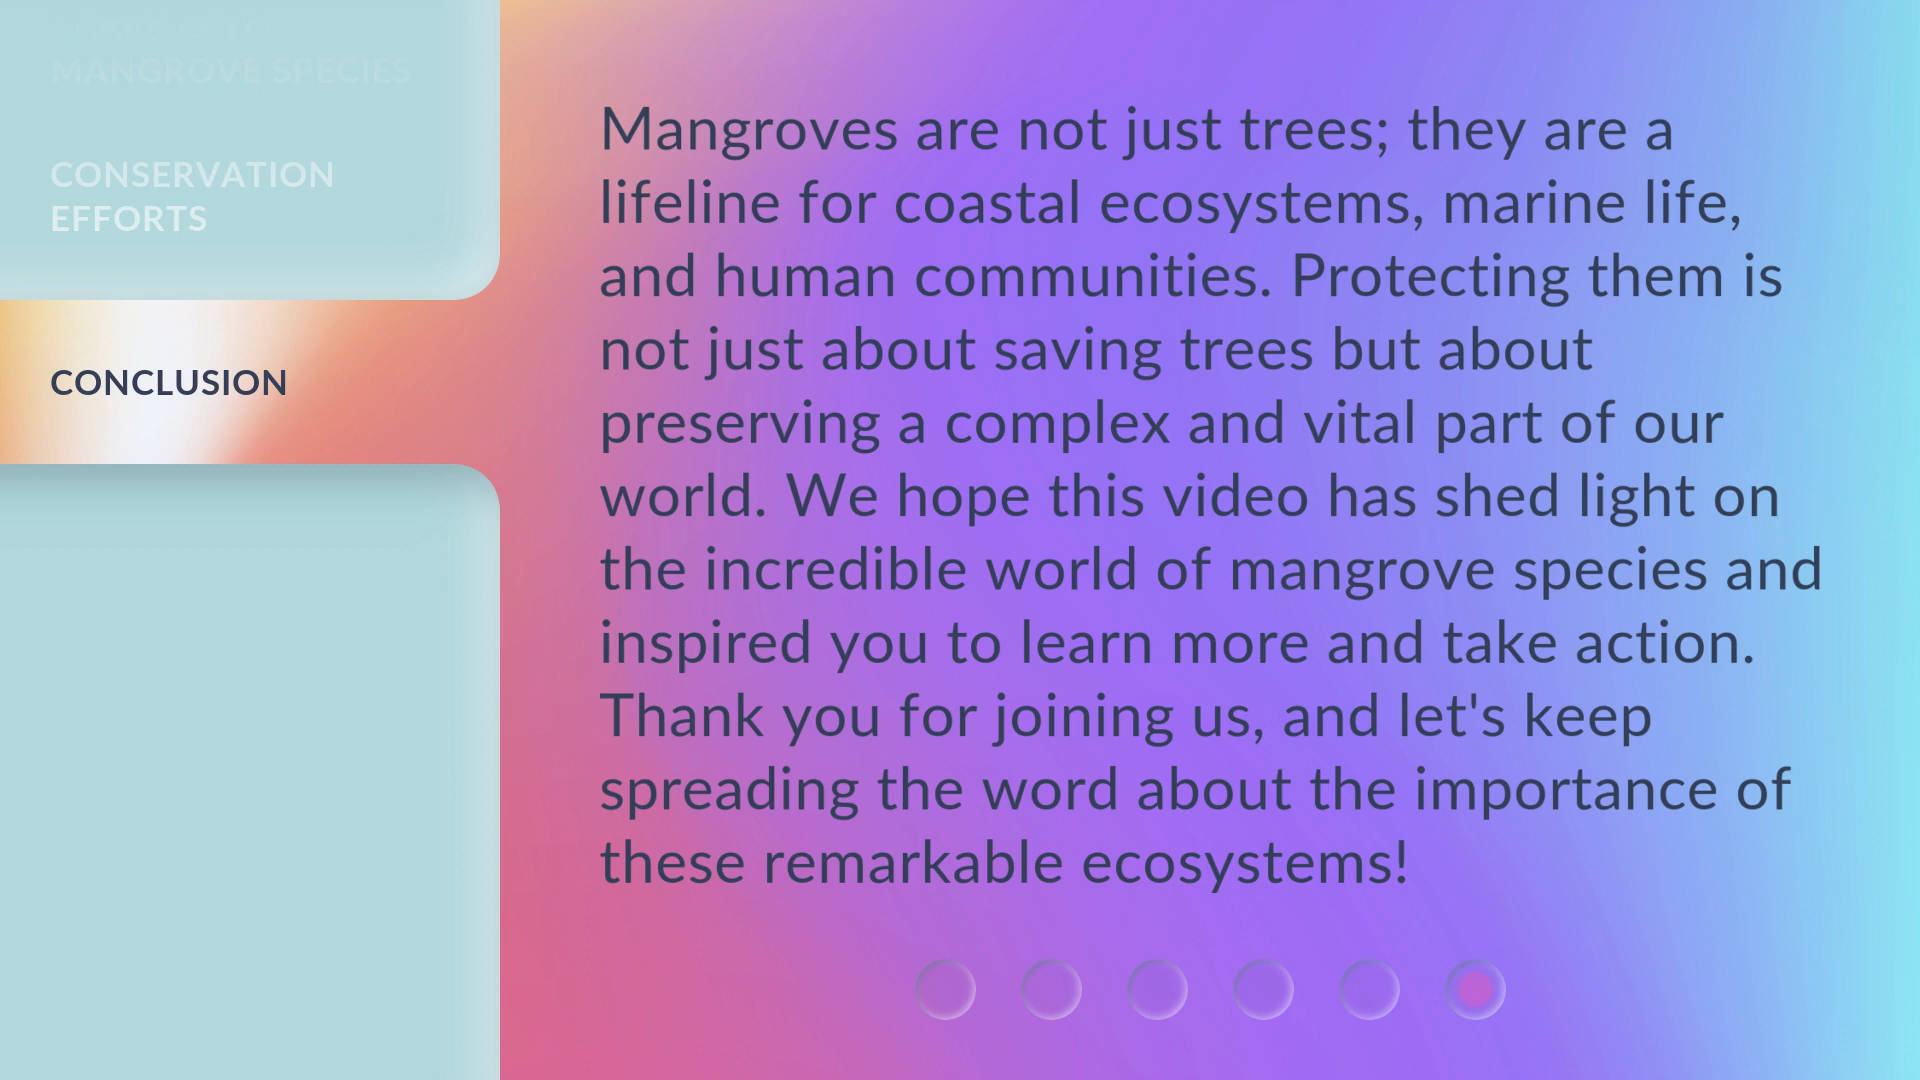 MANGROVE SPECIES
CONSERVATION
EFFORTS
CONCLUSION
Mangroves are not just trees; they are a
lifeline for coastal ecosystems, marine life,
and human communities. Protecting them is
not just about saving trees but about
preserving a complex and vital part of our
world. We hope this video has shed light on
the incredible world of mangrove species and
inspired you to learn more and take action.
Thank you for joining us, and let's keep
spreading the word about the importance of
these remarkable ecosystems!